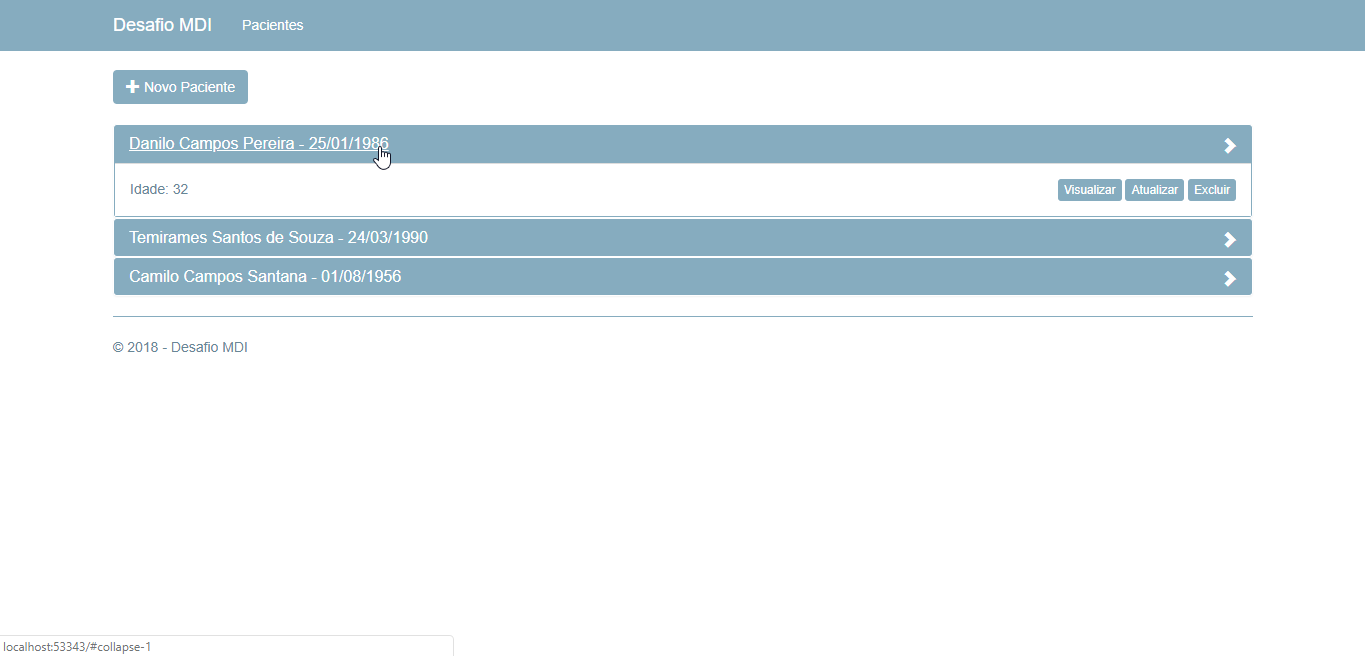 Desafio MDI Pacientes
Novo Paciente
Danilo Campos Pereira - 25/01/1986
Idade: 32 Visualizar Atualizar Excluir
Temirames Santos de Souza - 24/03/1990
Camilo Campos Santana - 01/08/1956
© 2018 - Desafio MDI
localhost:53343/#collapse-1